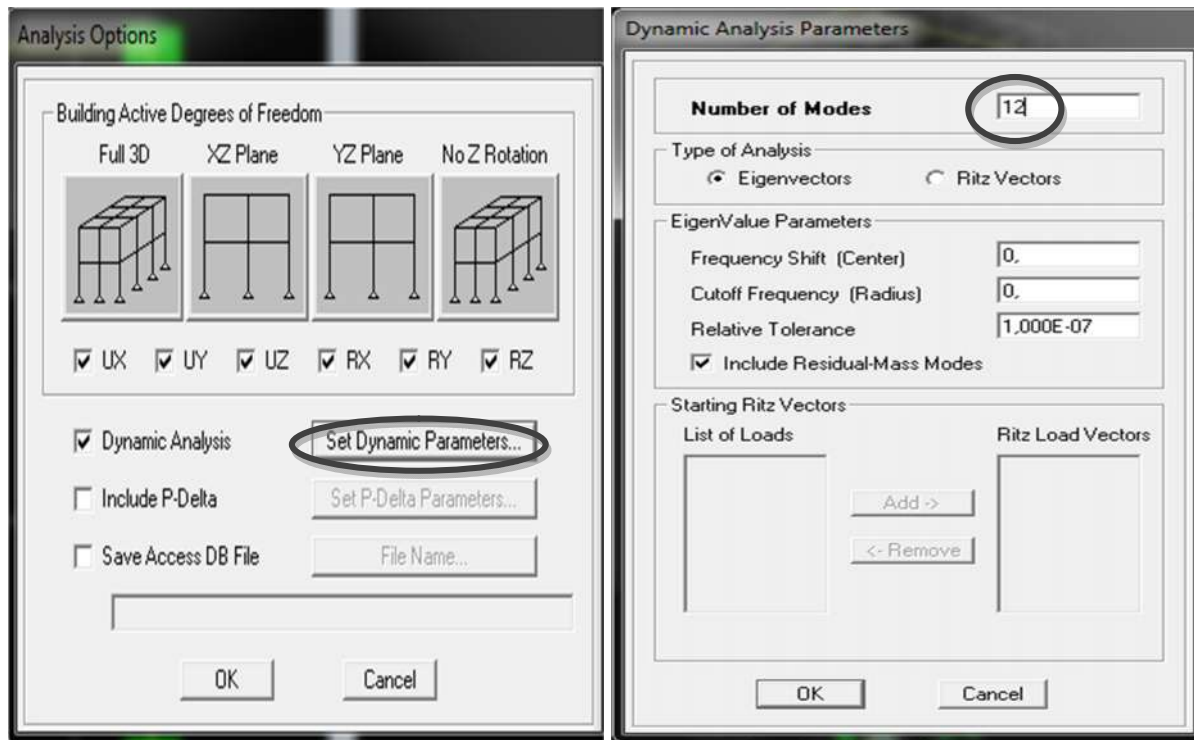 Analysis Options
Building Active Degrees of Freedom
Full 3D XZ Plane YZ Plane No Z Rotation
UX UY UZ RX RY RZ
Dynamic Analysis Set Dynamic Parameters...
Include P-Delta Set P-Delta Parameters...
Save Access DB File File Name...
OK Cancel
Dynamic Analysis Parameters
Number of Modes 12
Type of Analysis
Eigenvectors Ritz Vectors
EigenValue Parameters
Frequency Shift (Center) 0,
Cutoff Frequency (Radius) 0,
Relative Tolerance 1,000E-07
Include Residual-Mass Modes
Starting Ritz Vectors
List of Loads Ritz Load Vectors
Add ->
<- Remove
OK Cancel